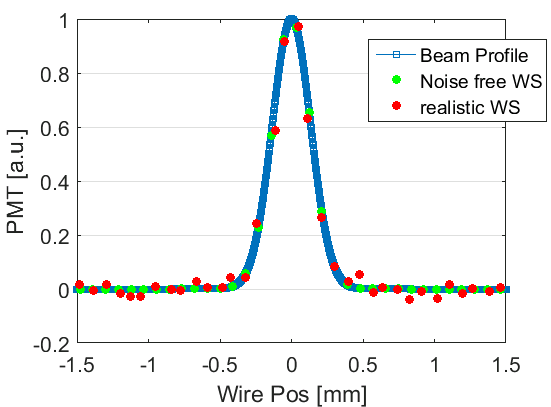 1
0.8
0.6
0.4
0.2
0
-0.2
PMT [a.u.]
Beam Profile
Noise free WS
realistic WS
-1.5 -1 -0.5 0 0.5 1 1.5
Wire Pos [mm]